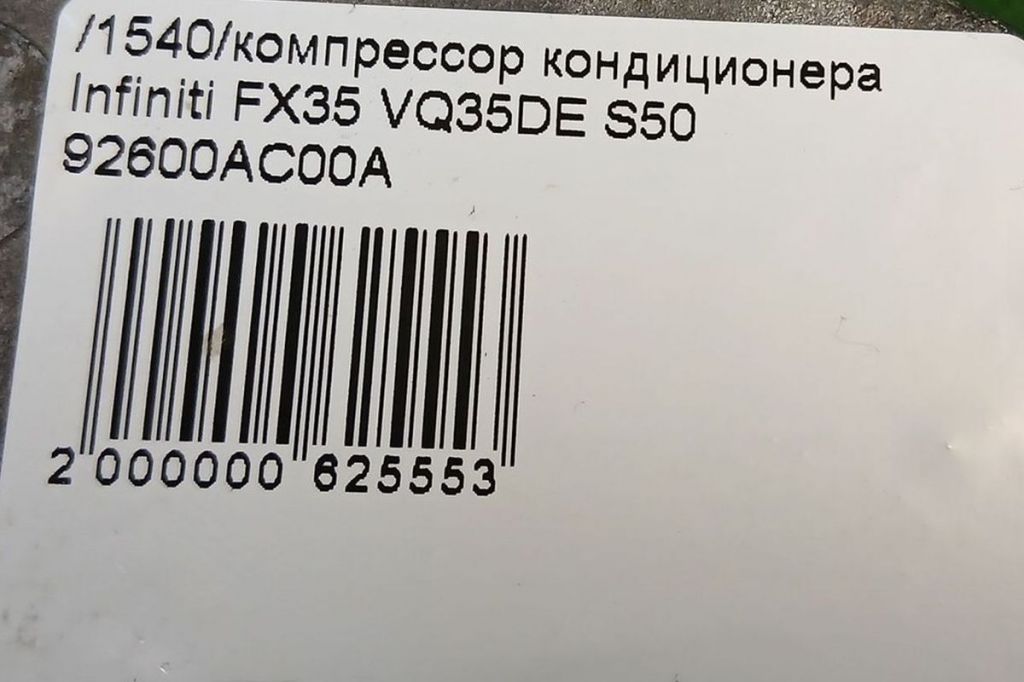 /1540/компрессор кондиционера
Infiniti FX35 VQ35DE S50
92600AC00A
2 000000 625553